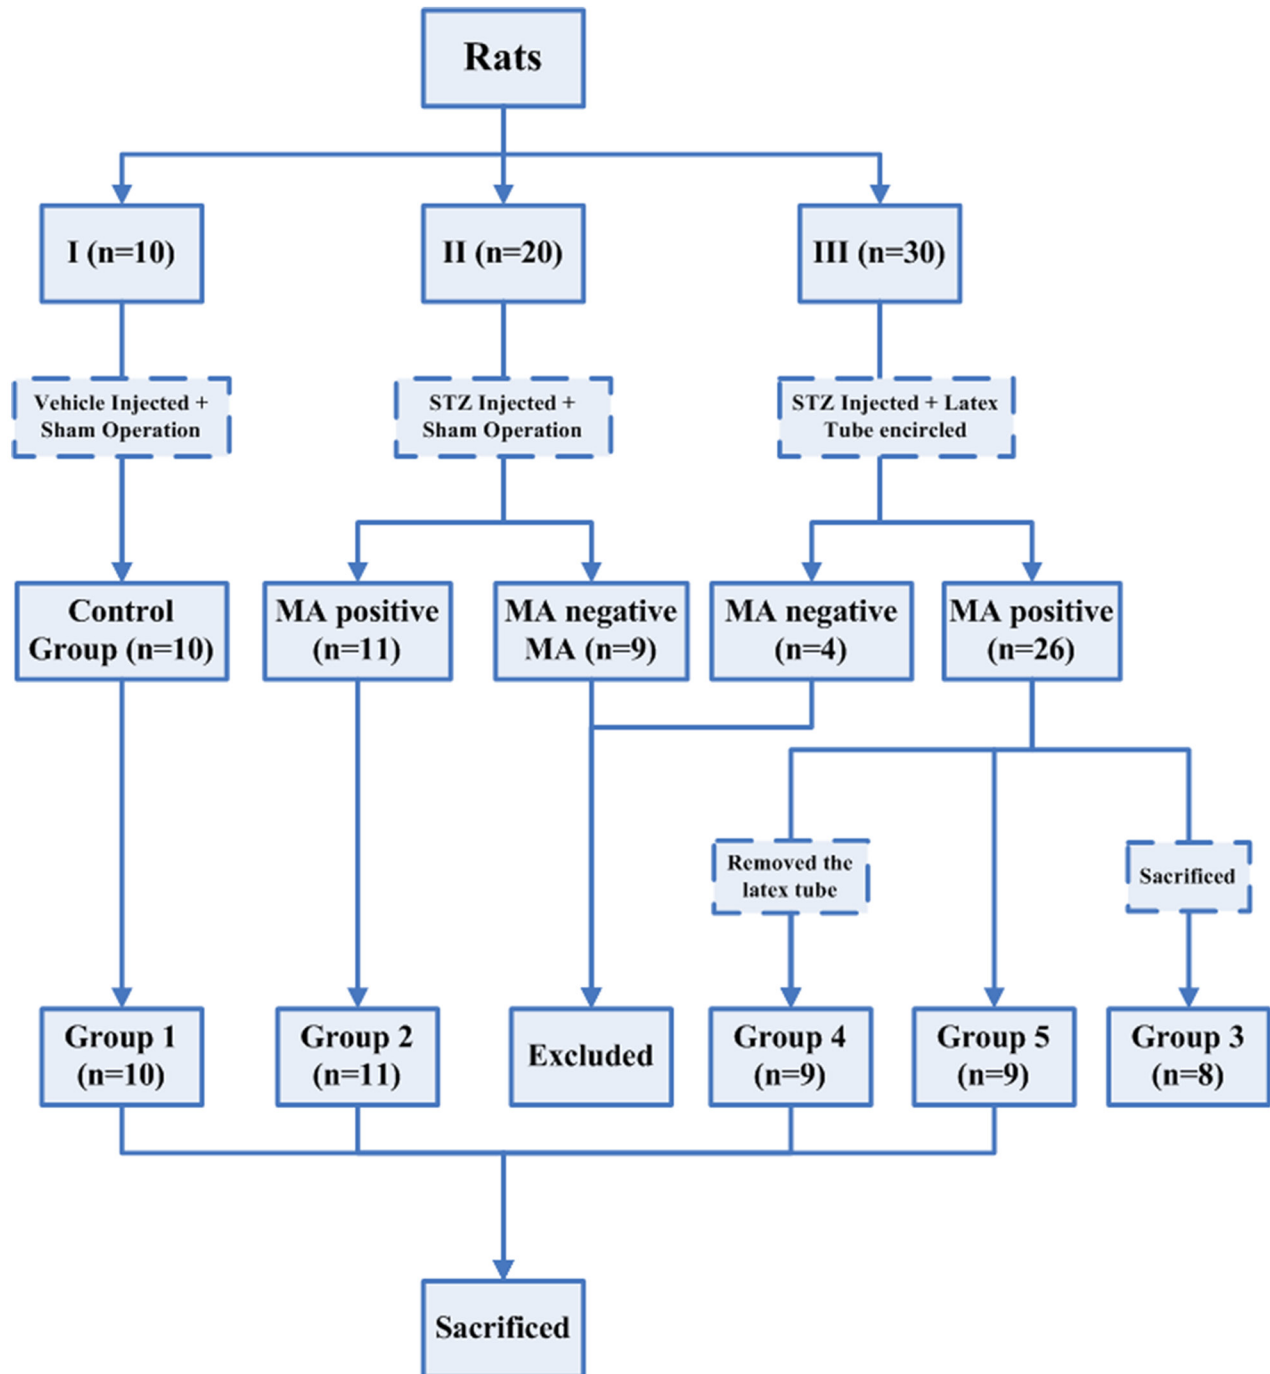 Rats
I (n=10)
II (n=20)
III (n=30)
Vehicle Injected +
Sham Operation
STZ Injected +
Sham Operation
STZ Injected + Latex
Tube encircled
Control
Group (n=10)
MA positive
(n=11)
MA negative
MA (n=9)
MA negative
(n=4)
MA positive
(n=26)
Removed the
latex tube
Sacrificed
Group 1
(n=10)
Group 2
(n=11)
Excluded
Group 4
(n=9)
Group 5
(n=9)
Group 3
(n=8)
Sacrificed